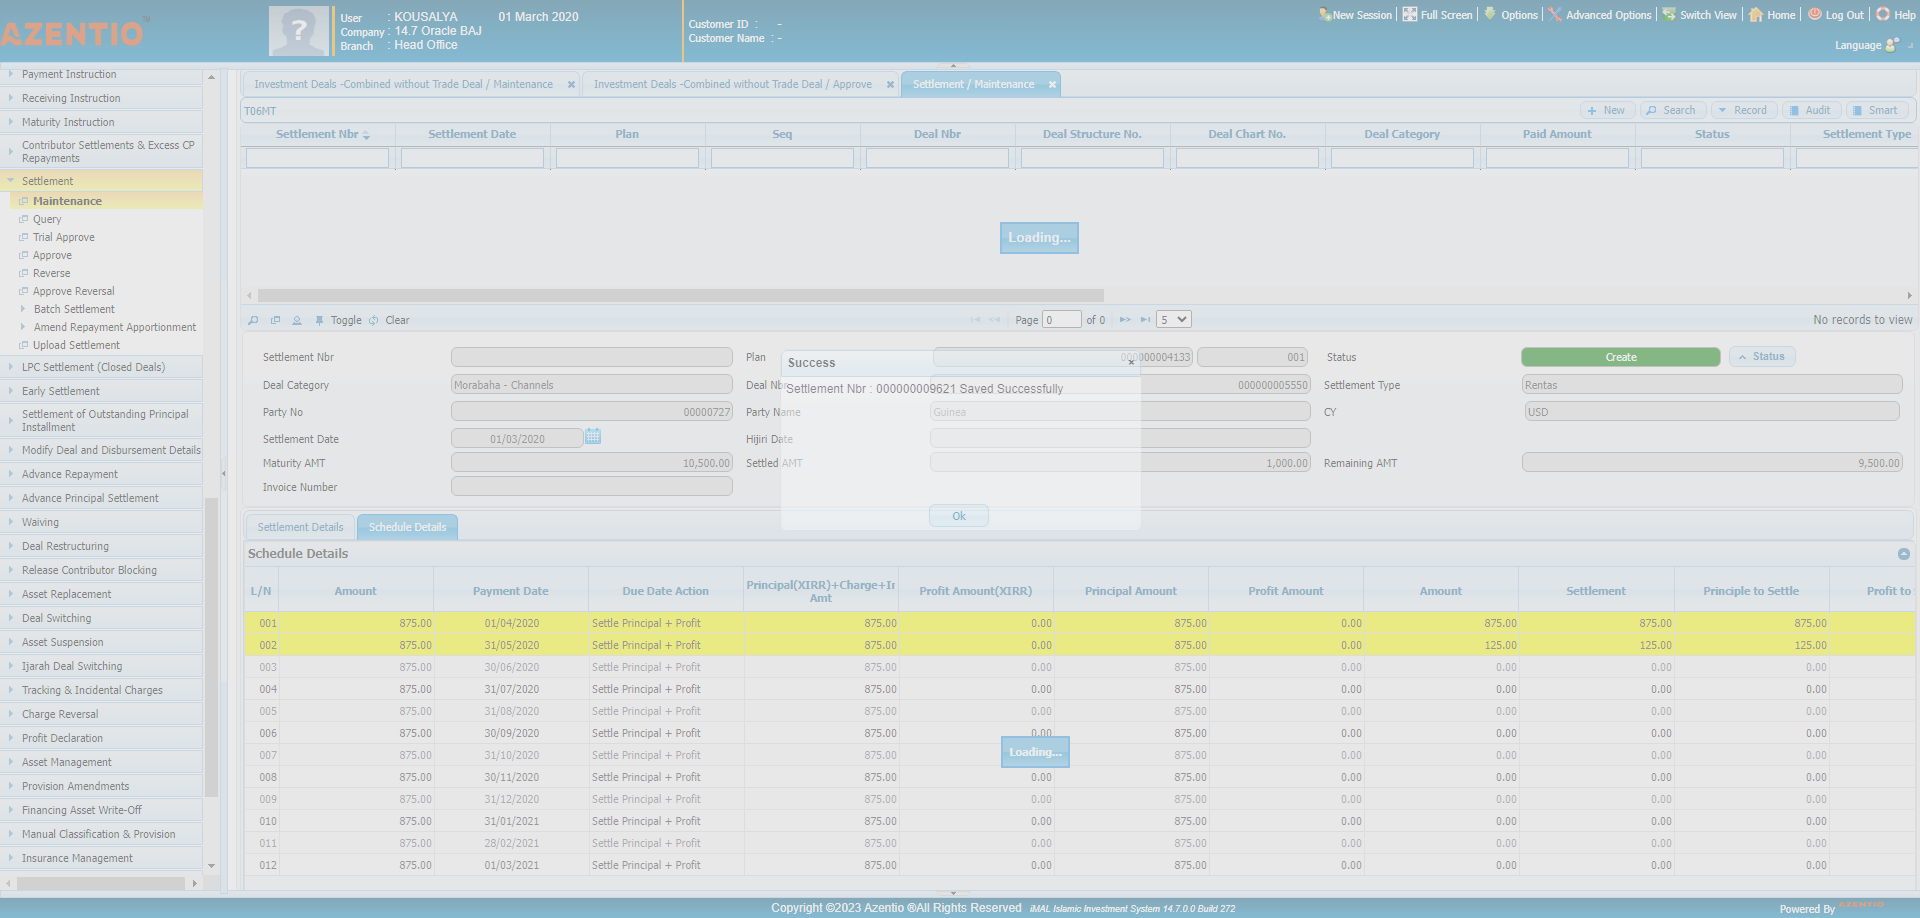 AZENTIO™
User : KOUSALYA 01 March 2020
Company : 14.7 Oracle BAJ
Branch : Head Office
Customer ID : -
Customer Name : -
New Session Full Screen Options Advanced Options Switch View Home Log Out Help
Language
Payment Instruction
Receiving Instruction
Maturity Instruction
Contributor Settlements & Excess CP
Repayments
Settlement
Maintenance
Query
Trial Approve
Approve
Reverse
Approve Reversal
Batch Settlement
Amend Repayment Apportionment
Upload Settlement
LPC Settlement (Closed Deals)
Early Settlement
Settlement of Outstanding Principal
Installment
Modify Deal and Disbursement Details
Advance Repayment
Advance Principal Settlement
Waiving
Deal Restructuring
Release Contributor Blocking
Asset Replacement
Deal Switching
Asset Suspension
Ijarah Deal Switching
Tracking & Incidental Charges
Charge Reversal
Profit Declaration
Asset Management
Provision Amendments
Financing Asset Write-Off
Manual Classification & Provision
Insurance Management
Investment Deals -Combined without Trade Deal / Maintenance
Investment Deals -Combined without Trade Deal / Approve
Settlement / Maintenance
T06MT
New Search Record Audit Smart
Settlement Nbr Settlement Date Plan Seq Deal Nbr Deal Structure No. Deal Chart No. Deal Category Paid Amount Status Settlement Type
Loading...
Toggle Clear
Page 0 of 0 5
No records to view
Settlement Nbr Plan 000000004133 001 Status Create Status
Deal Category Morabaha - Channels Deal Nbr 000000005550 Settlement Type Rentas
Party No 00000727 Party Name Guinea CY USD
Settlement Date 01/03/2020 Hijiri Date
Maturity AMT 10,500.00 Settled AMT 1,000.00 Remaining AMT 9,500.00
Invoice Number
Success
Settlement Nbr : 000000009621 Saved Successfully
Ok
Settlement Details Schedule Details
Schedule Details
L/N Amount Payment Date Due Date Action Principal(XIRR)+Charge+Ir Amt Profit Amount(XIRR) Principal Amount Profit Amount Amount Settlement Principle to Settle Profit to
001 875.00 01/04/2020 Settle Principal + Profit 875.00 0.00 875.00 0.00 875.00 875.00 875.00
002 875.00 31/05/2020 Settle Principal + Profit 875.00 0.00 875.00 0.00 125.00 125.00 125.00
003 875.00 30/06/2020 Settle Principal + Profit 875.00 0.00 875.00 0.00 0.00 0.00 0.00
004 875.00 31/07/2020 Settle Principal + Profit 875.00 0.00 875.00 0.00 0.00 0.00 0.00
005 875.00 31/08/2020 Settle Principal + Profit 875.00 0.00 875.00 0.00 0.00 0.00 0.00
006 875.00 30/09/2020 Settle Principal + Profit 875.00 0.00 875.00 0.00 0.00 0.00 0.00
007 875.00 31/10/2020 Settle Principal + Profit 875.00 Loading... 875.00 0.00 0.00 0.00 0.00
008 875.00 30/11/2020 Settle Principal + Profit 875.00 0.00 875.00 0.00 0.00 0.00 0.00
009 875.00 31/12/2020 Settle Principal + Profit 875.00 0.00 875.00 0.00 0.00 0.00 0.00
010 875.00 31/01/2021 Settle Principal + Profit 875.00 0.00 875.00 0.00 0.00 0.00 0.00
011 875.00 28/02/2021 Settle Principal + Profit 875.00 0.00 875.00 0.00 0.00 0.00 0.00
012 875.00 01/03/2021 Settle Principal + Profit 875.00 0.00 875.00 0.00 0.00 0.00 0.00
Copyright ©2023 Azentio ®All Rights Reserved iMAL Islamic Investment System 14.7.0.0 Build 272
Powered By AZENTIO